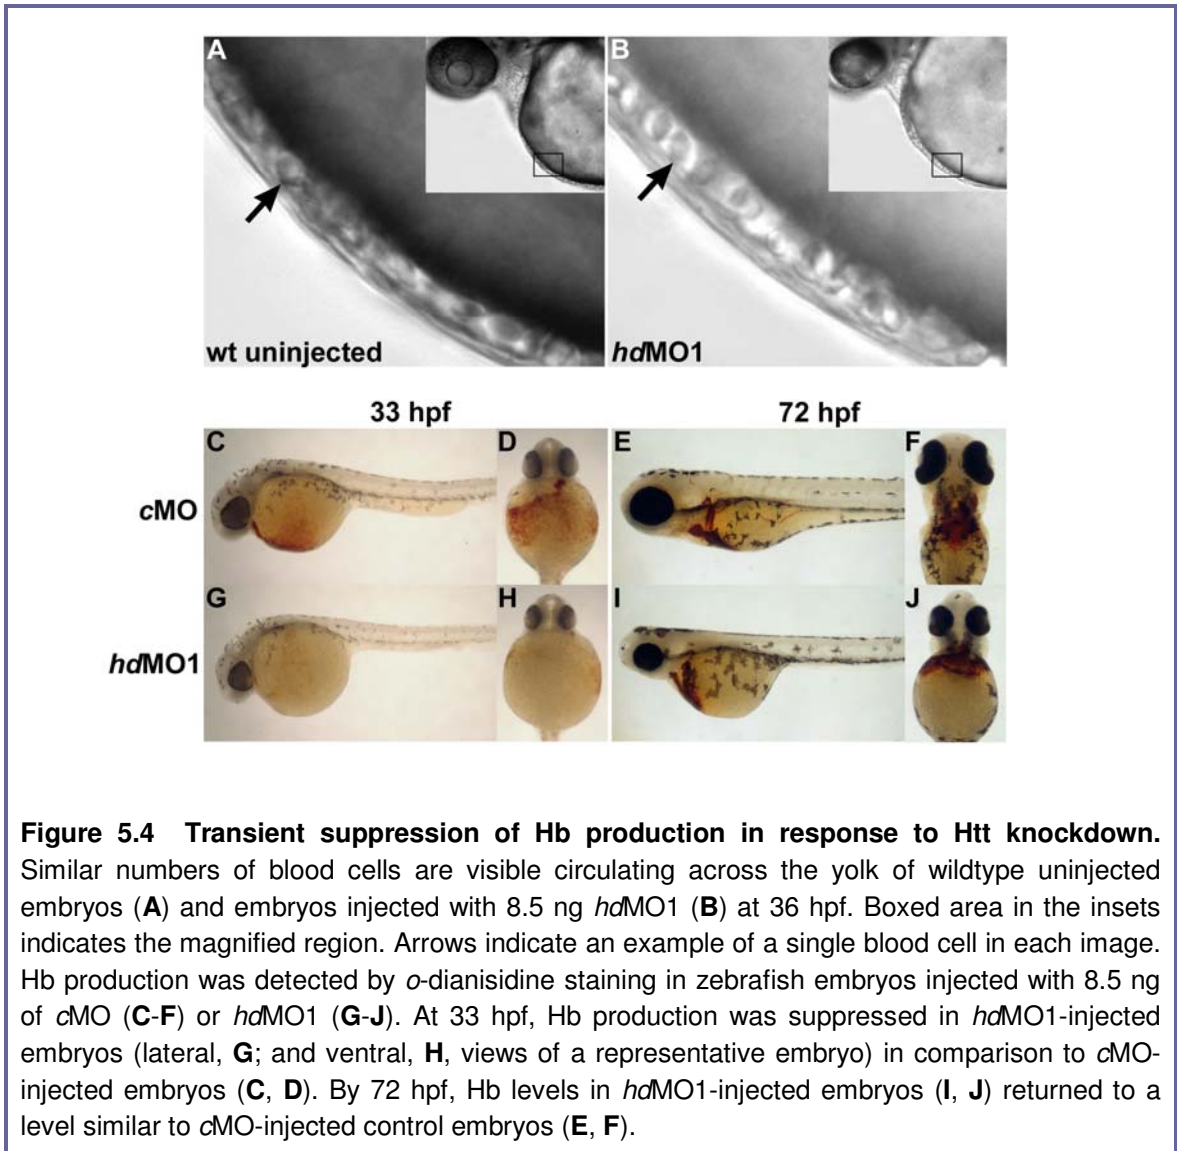 A
B
wt uninjected
hdMO1
33 hpf
72 hpf
C
D
E
F
cMO
G
H
I
J
hdMO1
Figure 5.4 Transient suppression of Hb production in response to Htt knockdown.
Similar numbers of blood cells are visible circulating across the yolk of wildtype uninjected
embryos (A) and embryos injected with 8.5 ng hdMO1 (B) at 36 hpf. Boxed area in the insets
indicates the magnified region. Arrows indicate an example of a single blood cell in each image.
Hb production was detected by o-dianisidine staining in zebrafish embryos injected with 8.5 ng
of cMO (C-F) or hdMO1 (G-J). At 33 hpf, Hb production was suppressed in hdMO1-injected
embryos (lateral, G; and ventral, H, views of a representative embryo) in comparison to cMO-
injected embryos (C, D). By 72 hpf, Hb levels in hdMO1-injected embryos (I, J) returned to a
level similar to cMO-injected control embryos (E, F).